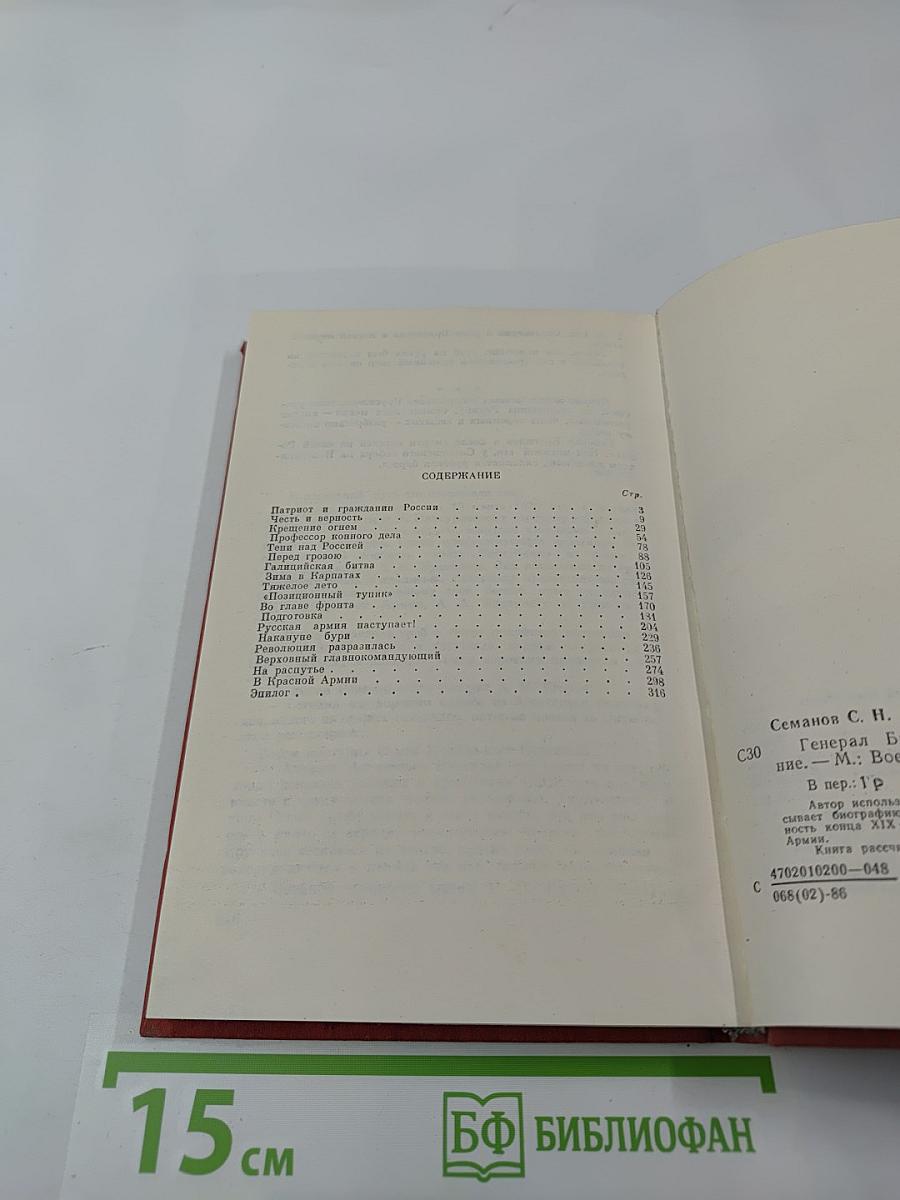 СОДЕРЖАНИЕ
Стр.
Патриот и гражданин России . . . . . . . . . 3
Честь и верность . . . . . . . . . . . . 9
Крещение огнем . . . . . . . . . . . . 29
Профессор конного дела . . . . . . . . . . 54
Тени над Россией . . . . . . . . . . . . 78
Перед грозою . . . . . . . . . . . . . 88
Галицийская битва . . . . . . . . . . . 105
Зима в Карпатах . . . . . . . . . . . . 126
Тяжелое лето . . . . . . . . . . . . . 145
«Позиционный тупик» . . . . . . . . . . 157
Во главе фронта . . . . . . . . . . . . 170
Подготовка . . . . . . . . . . . . . . 181
Русская армия наступает! . . . . . . . . . 204
Накануне бури . . . . . . . . . . . . . 229
Революция разразилась . . . . . . . . . . 236
Верховный главнокомандующий . . . . . . . . 257
На распутье . . . . . . . . . . . . . . 274
В Красной Армии . . . . . . . . . . . . 298
Эпилог . . . . . . . . . . . . . . . . 316
Семанов С. Н.
С30
Генерал Б
ние. — М.: Вое
В пер.: 1 р
Автор использ
сывает биографию
ность конца XIX
Армии.
Книга рассч
С 4702010200—048
068(02)-86
15 см
БФ БИБЛИОФАН